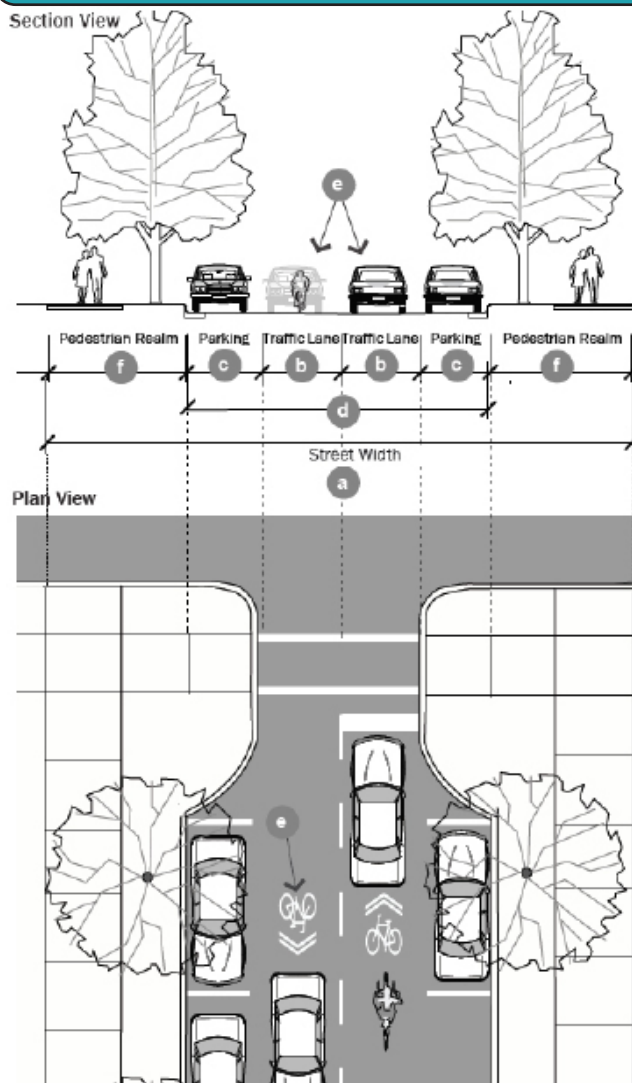 Section View
e
Pedestrian Realm Parking Traffic Lane Traffic Lane Parking Pedestrian Realm
f c b b c f
d
Street Width
a
Plan View
e